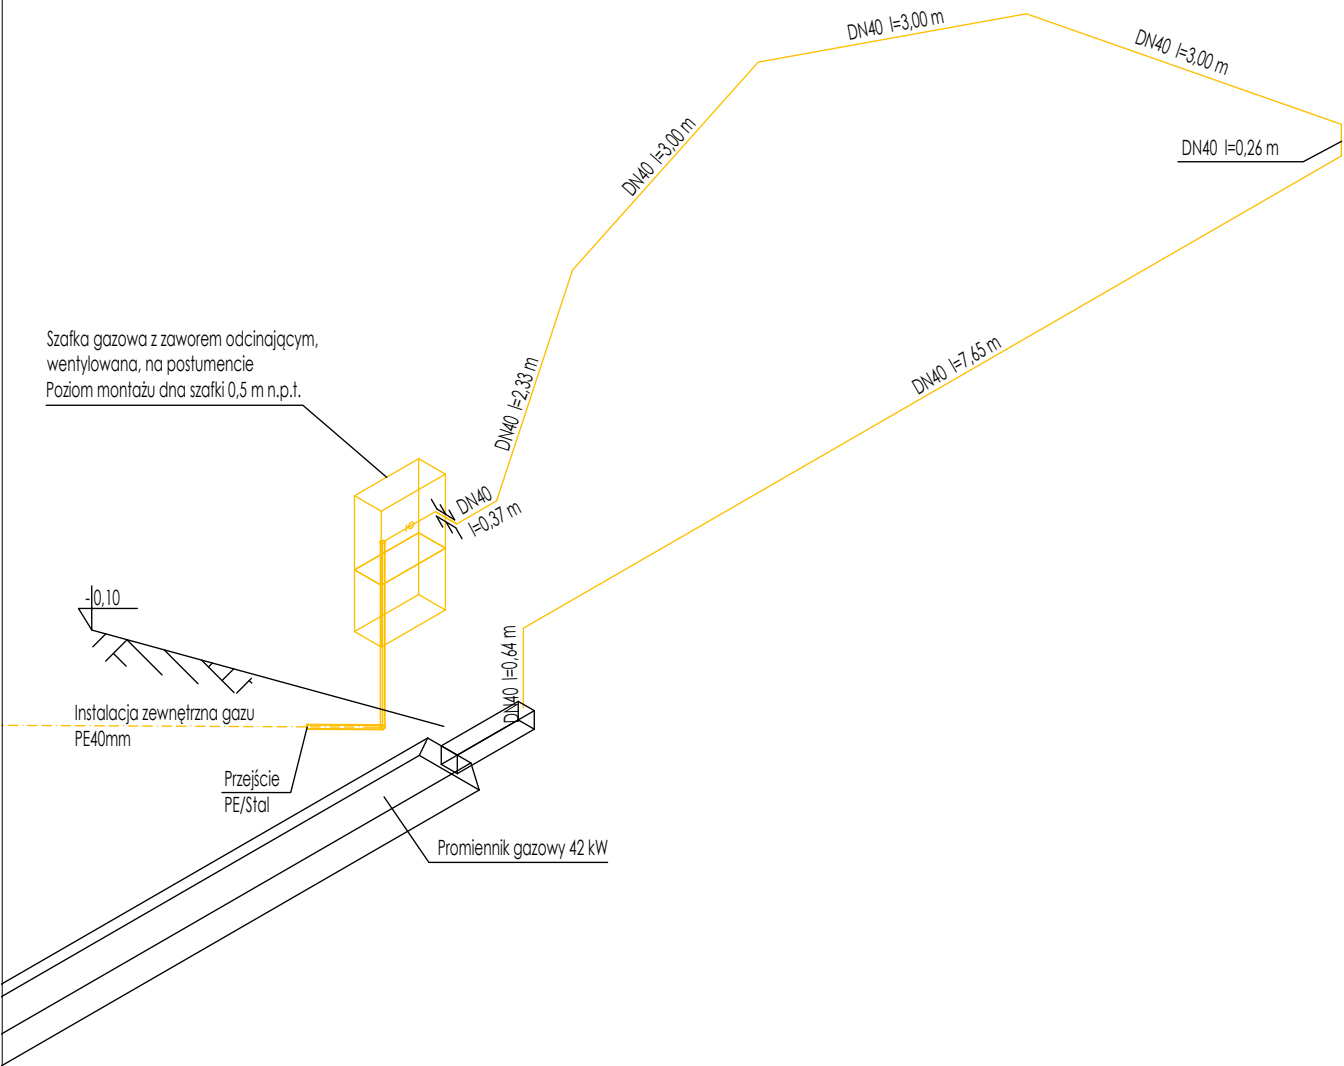 DN40 l=3,00 m
DN40 l=3,00 m
DN40 l=3,00 m
DN40 l=0,26 m
Szafka gazowa z zaworem odcinającym,
wentylowana, na postumencie
Poziom montażu dna szafki 0,5 m n.p.t.
DN40 l=7,65 m
DN40 l=2,33 m
DN40
l=0,37 m
-0,10
DN40 l=0,64 m
Instalacja zewnętrzna gazu
PE40mm
Przejście
PE/Stal
Promiennik gazowy 42 kW